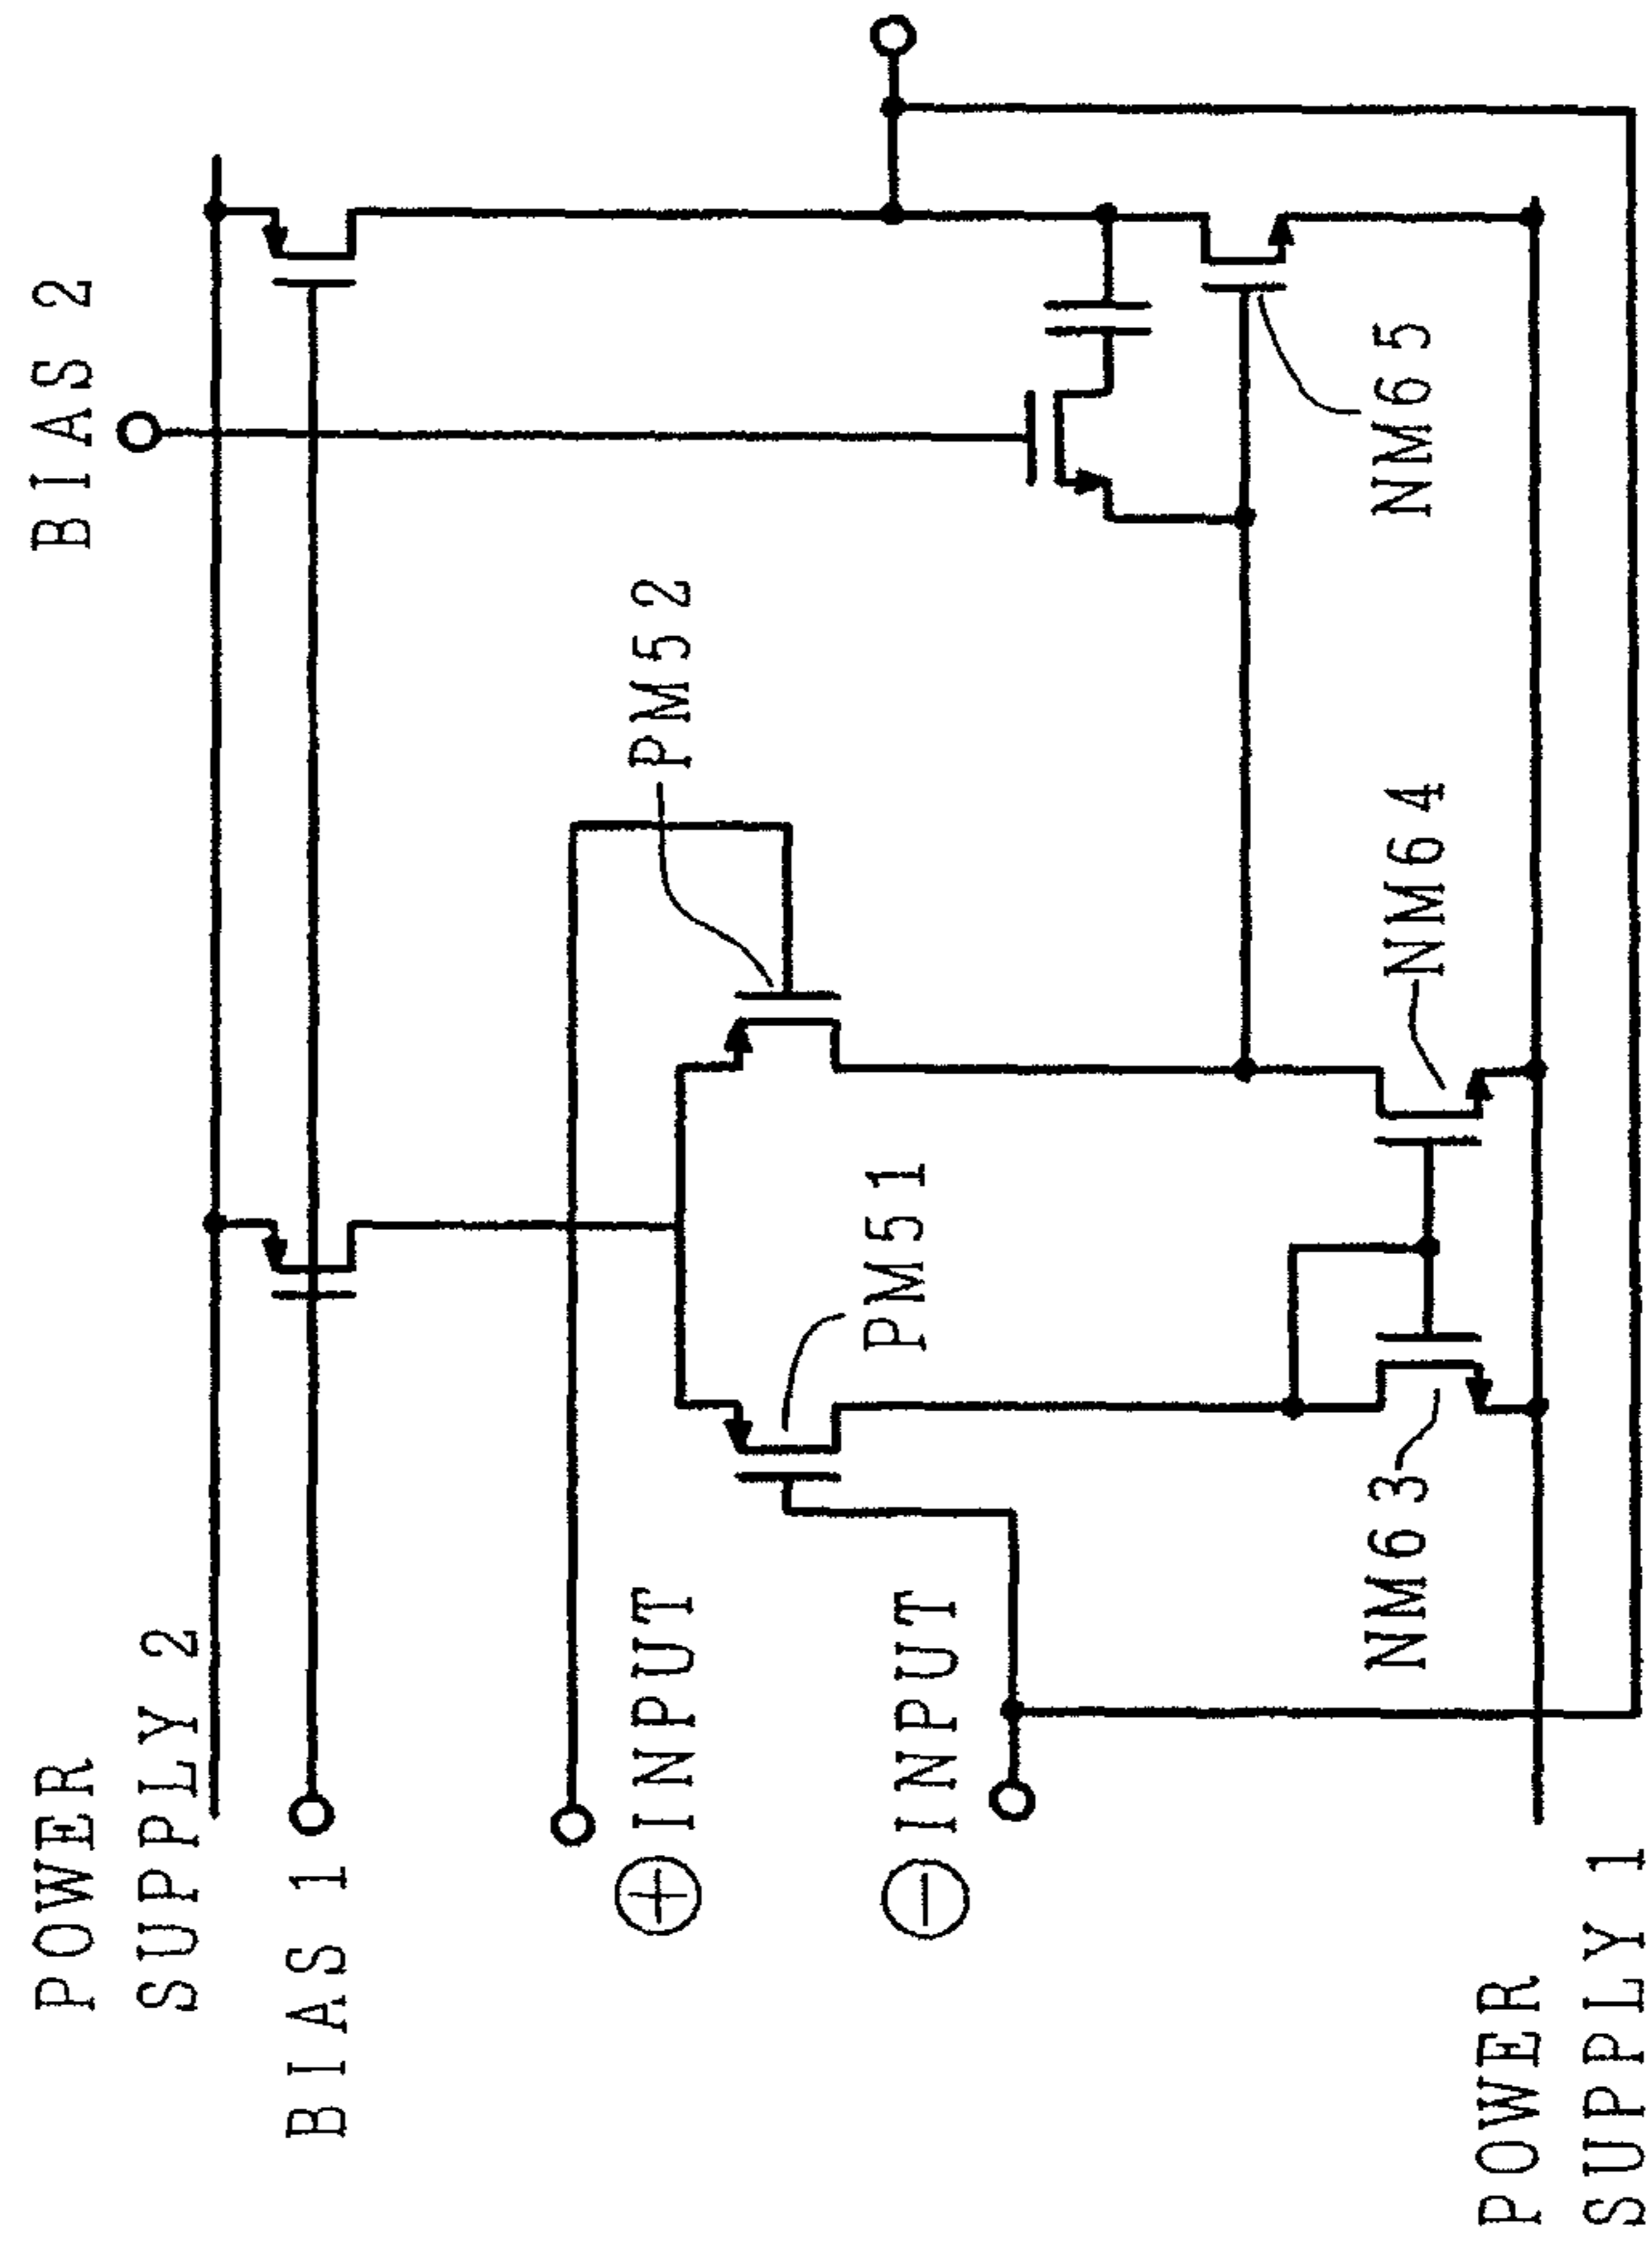 POWER
SUPPLY 2
BIAS 2
BIAS 1
PM52
⊕INPUT
PM51
⊖INPUT
NM65
NM64
NM63
POWER
SUPPLY 1